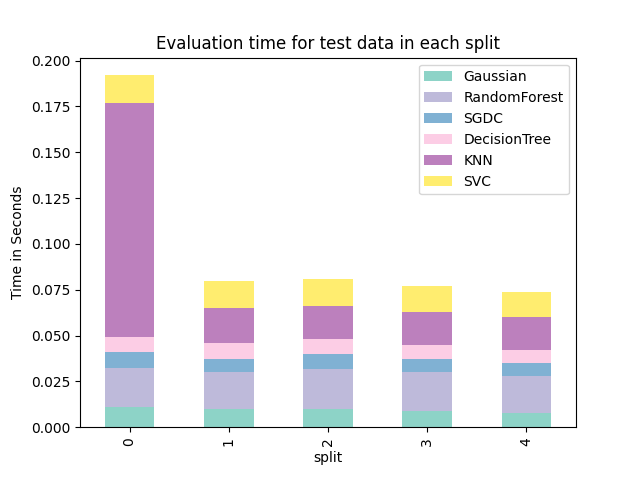 Evaluation time for test data in each split
Time in Seconds
0.200
0.175
0.150
0.125
0.100
0.075
0.050
0.025
0.000
Gaussian
RandomForest
SGDC
DecisionTree
KNN
SVC
0
1
2
3
4
split